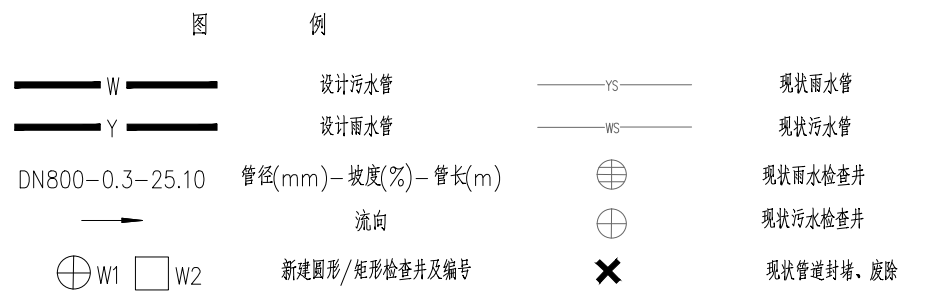 图 例
W 设计污水管 YS 现状雨水管
Y 设计雨水管 WS 现状污水管
DN800-0.3-25.10 管径(mm)-坡度(%)-管长(m) 现状雨水检查井
流向 现状污水检查井
W1 W2 新建圆形/矩形检查井及编号 现状管道封堵、废除